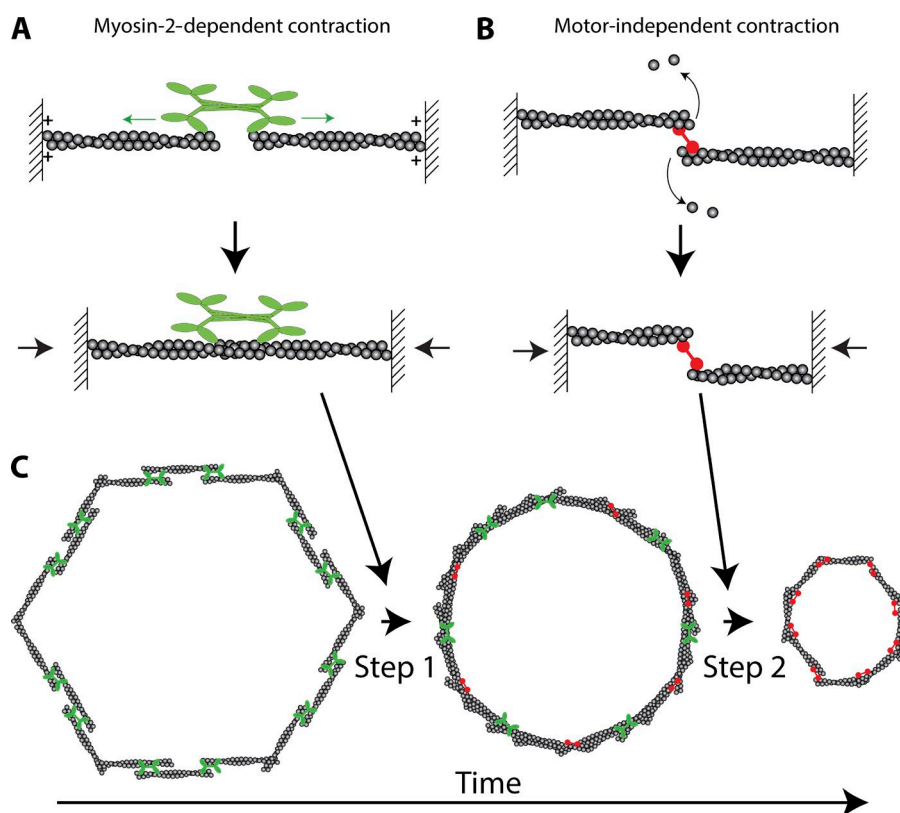 A Myosin-2-dependent contraction
B Motor-independent contraction
+ +
+ +
C
Step 1
Step 2
Time